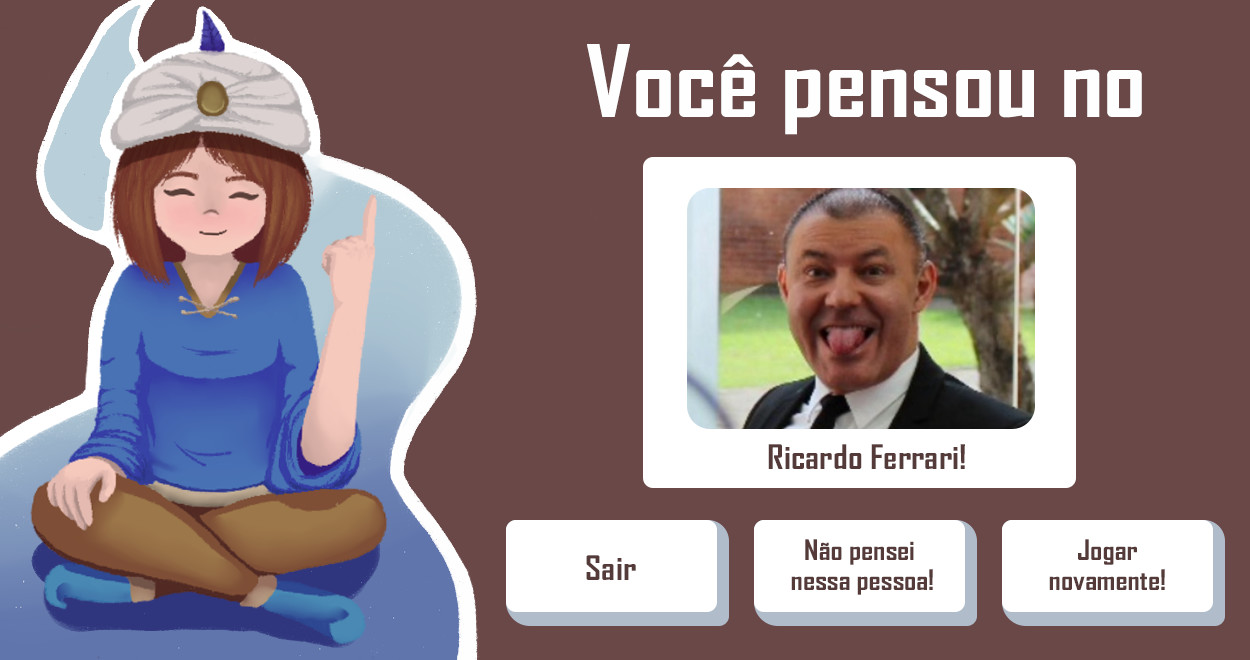 Você pensou no
Ricardo Ferrari!
Sair
Não pensei
nessa pessoa!
Jogar
novamente!